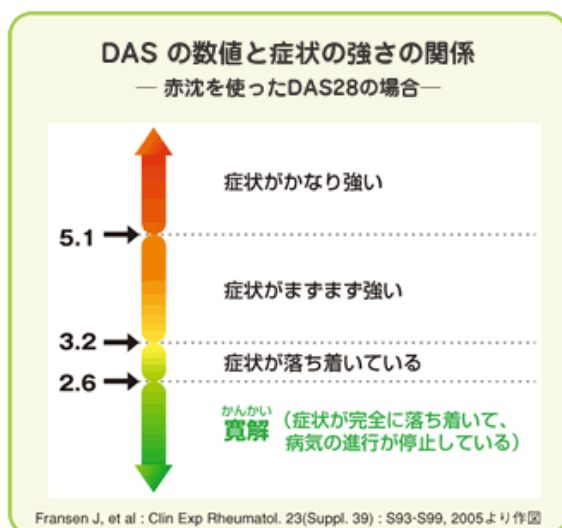 DAS の数値と症状の強さの関係
― 赤沈を使ったDAS28の場合―
症状がかなり強い
5.1
症状がまずまず強い
3.2
症状が落ち着いている
2.6
かんかい
寛解（症状が完全に落ち着いて、
病気の進行が停止している）
Fransen J, et al : Clin Exp Rheumatol. 23(Suppl. 39) : S93-S99, 2005より作図